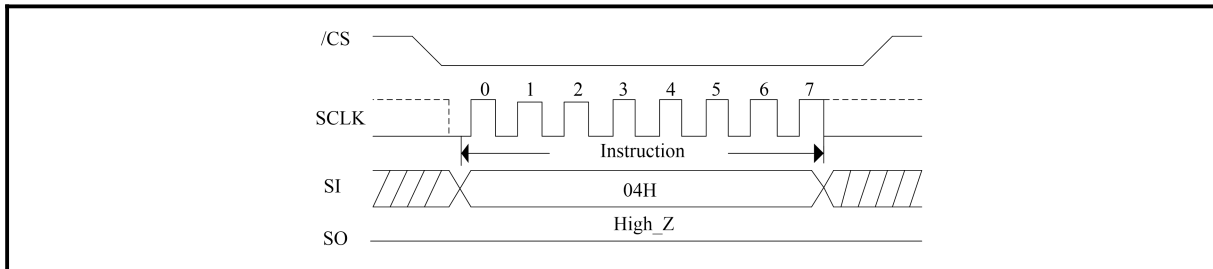 /CS
0 1 2 3 4 5 6 7
SCLK
Instruction
SI
04H
High_Z
SO